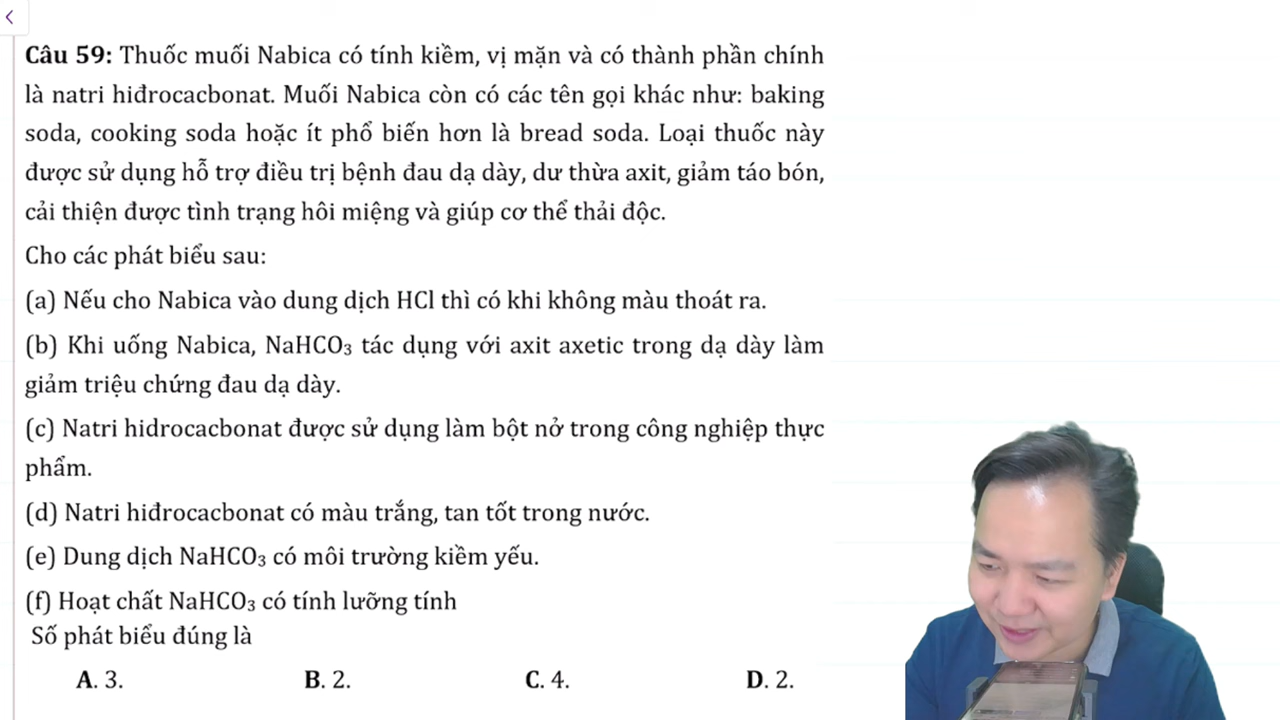 Câu 59: Thuốc muối Nabica có tính kiềm, vị mặn và có thành phần chính
là natri hiđrocacbonat. Muối Nabica còn có các tên gọi khác như: baking
soda, cooking soda hoặc ít phổ biến hơn là bread soda. Loại thuốc này
được sử dụng hỗ trợ điều trị bệnh đau dạ dày, dư thừa axit, giảm táo bón,
cải thiện được tình trạng hôi miệng và giúp cơ thể thải độc.
Cho các phát biểu sau:
(a) Nếu cho Nabica vào dung dịch HCl thì có khi không màu thoát ra.
(b) Khi uống Nabica, NaHCO₃ tác dụng với axit axetic trong dạ dày làm
giảm triệu chứng đau dạ dày.
(c) Natri hidrocacbonat được sử dụng làm bột nở trong công nghiệp thực
phẩm.
(d) Natri hiđrocacbonat có màu trắng, tan tốt trong nước.
(e) Dung dịch NaHCO₃ có môi trường kiềm yếu.
(f) Hoạt chất NaHCO₃ có tính lưỡng tính
Số phát biểu đúng là
A. 3. B. 2. C. 4. D. 2.